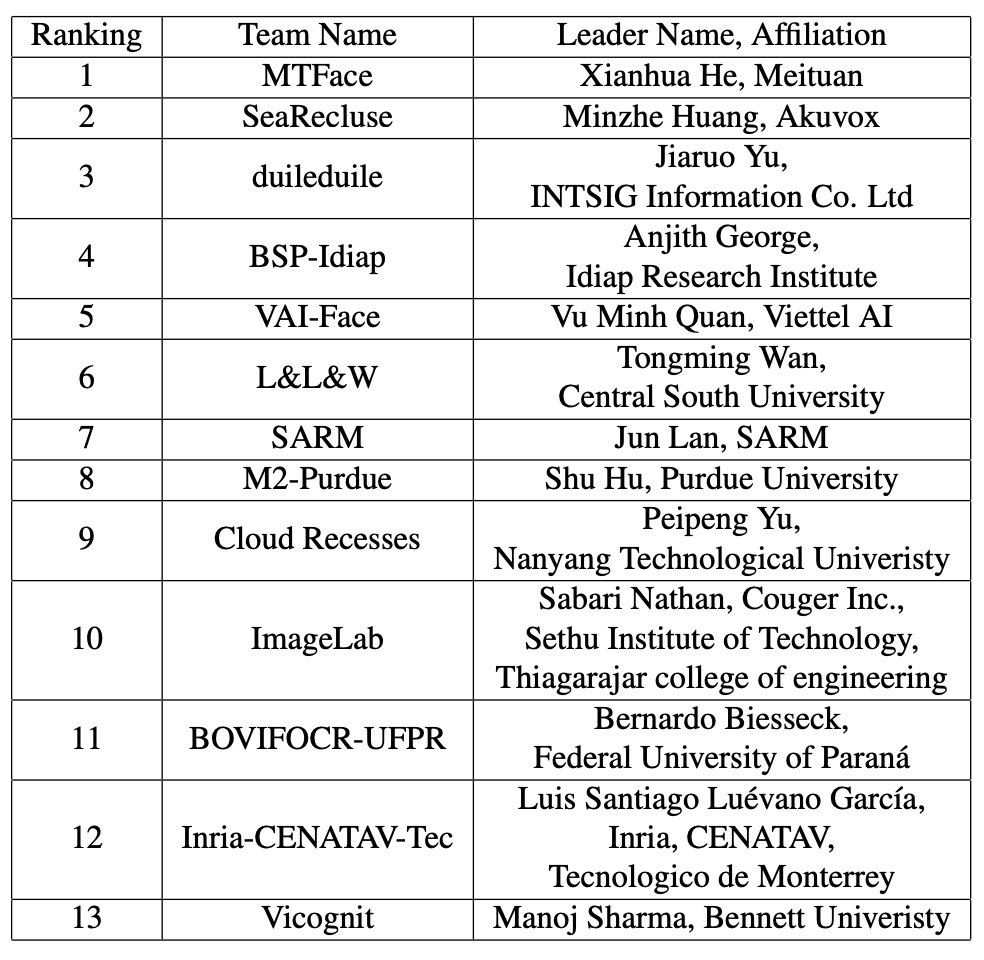 Ranking Team Name Leader Name, Affiliation
1 MTFace Xianhua He, Meituan
2 SeaRecluse Minzhe Huang, Akuvox
3 duileduile Jiaruo Yu,
INTSIG Information Co. Ltd
4 BSP-Idiap Anjith George,
Idiap Research Institute
5 VAI-Face Vu Minh Quan, Viettel AI
6 L&L&W Tongming Wan,
Central South University
7 SARM Jun Lan, SARM
8 M2-Purdue Shu Hu, Purdue University
9 Cloud Recesses Peipeng Yu,
Nanyang Technological Univeristy
10 ImageLab Sabari Nathan, Couger Inc.,
Sethu Institute of Technology,
Thiagarajar college of engineering
11 BOVIFOCR-UFPR Bernardo Biesseck,
Federal University of Paraná
12 Inria-CENATAV-Tec Luis Santiago Luévano García,
Inria, CENATAV,
Tecnologico de Monterrey
13 Vicognit Manoj Sharma, Bennett Univeristy